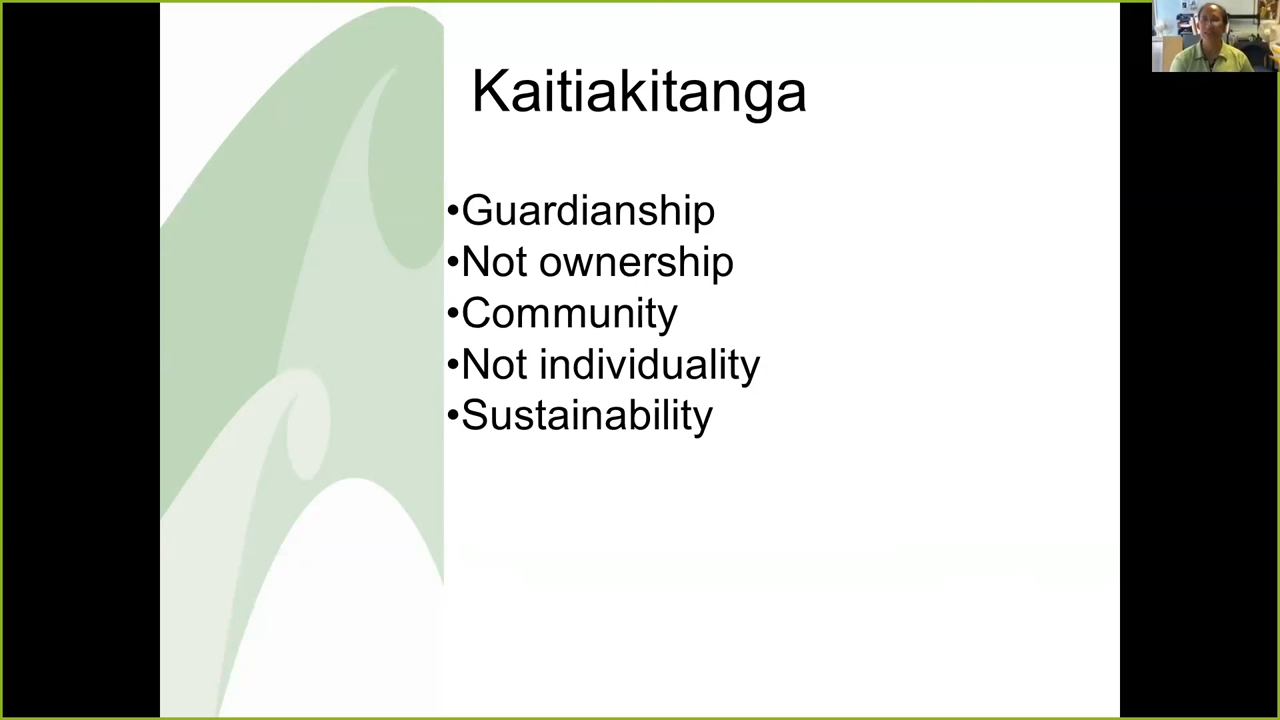 Kaitiakitanga
•Guardianship
•Not ownership
•Community
•Not individuality
•Sustainability